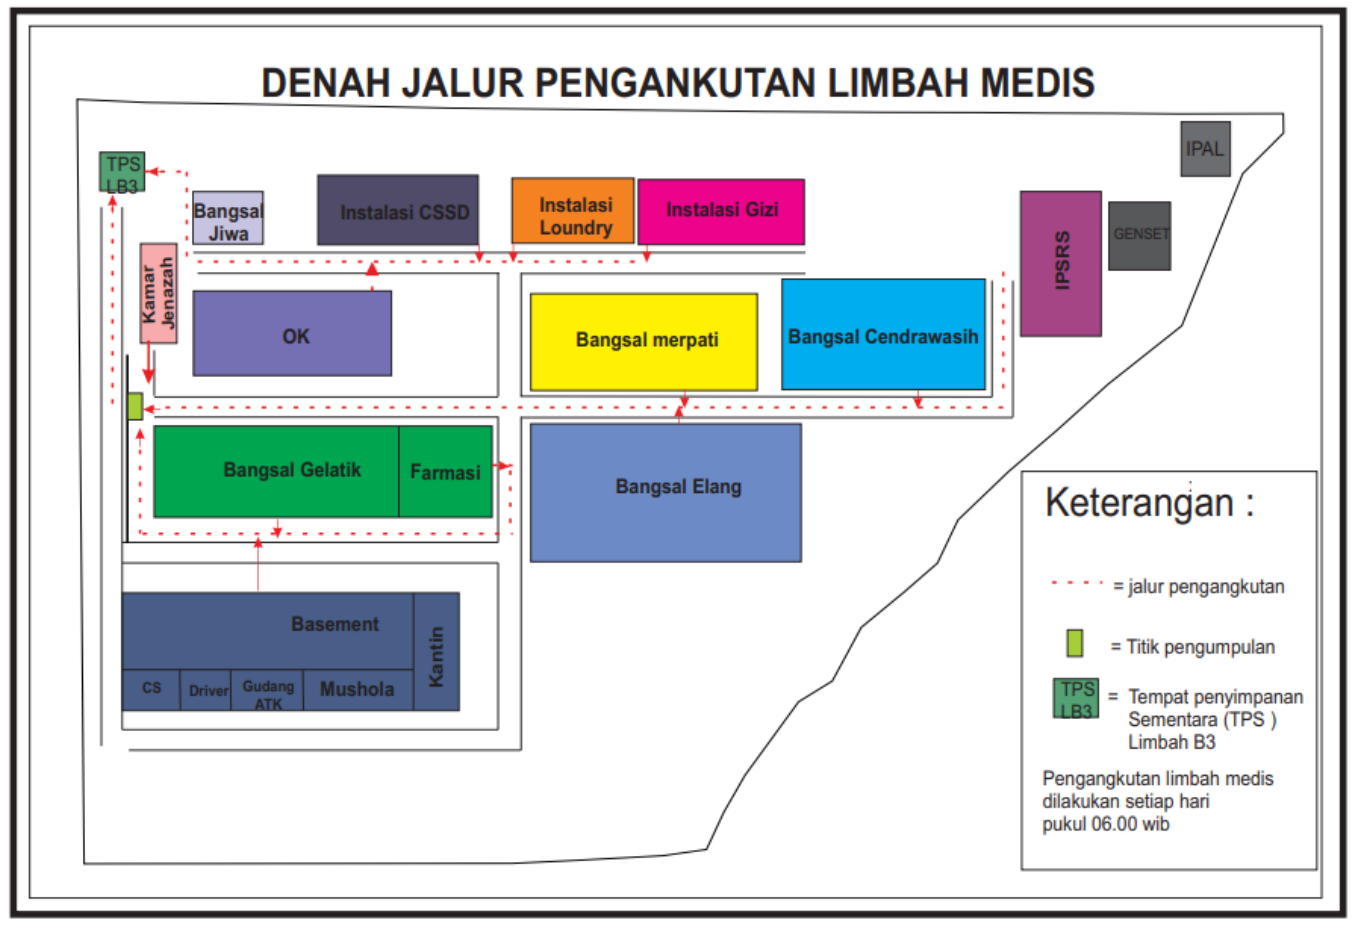 DENAH JALUR PENGANKUTAN LIMBAH MEDIS
IPAL
TPS
LB3
Bangsal
Jiwa
Instalasi CSSD
Instalasi
Loundry
Instalasi Gizi
IPSRS
GENSET
Kamar
Jenazah
OK
Bangsal merpati
Bangsal Cendrawasih
Bangsal Gelatik
Farmasi
Bangsal Elang
Basement
Kantin
CS
Driver
Gudang
ATK
Mushola
Keterangan :
= jalur pengangkutan
= Titik pengumpulan
TPS
LB3
= Tempat penyimpanan
Sementara (TPS )
Limbah B3
Pengangkutan limbah medis
dilakukan setiap hari
pukul 06.00 wib